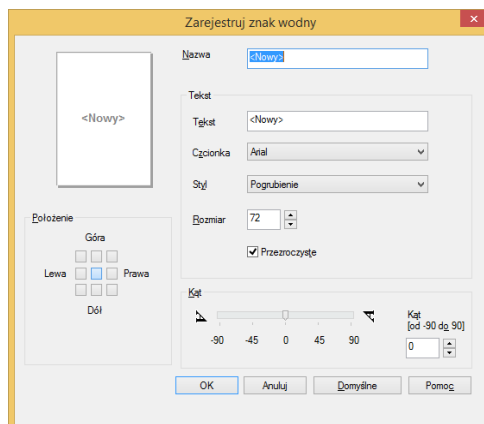 Zarejestruj znak wodny
Nazwa
<Nowy>
<Nowy>
Tekst
Tekst
<Nowy>
Czcionka
Arial
Styl
Pogrubienie
Rozmiar
72
Przezroczyste
Położenie
Góra
Lewa
Prawa
Dół
Kąt
-90
-45
0
45
90
Kąt
[od -90 do 90]
0
OK
Anuluj
Domyślne
Pomoc